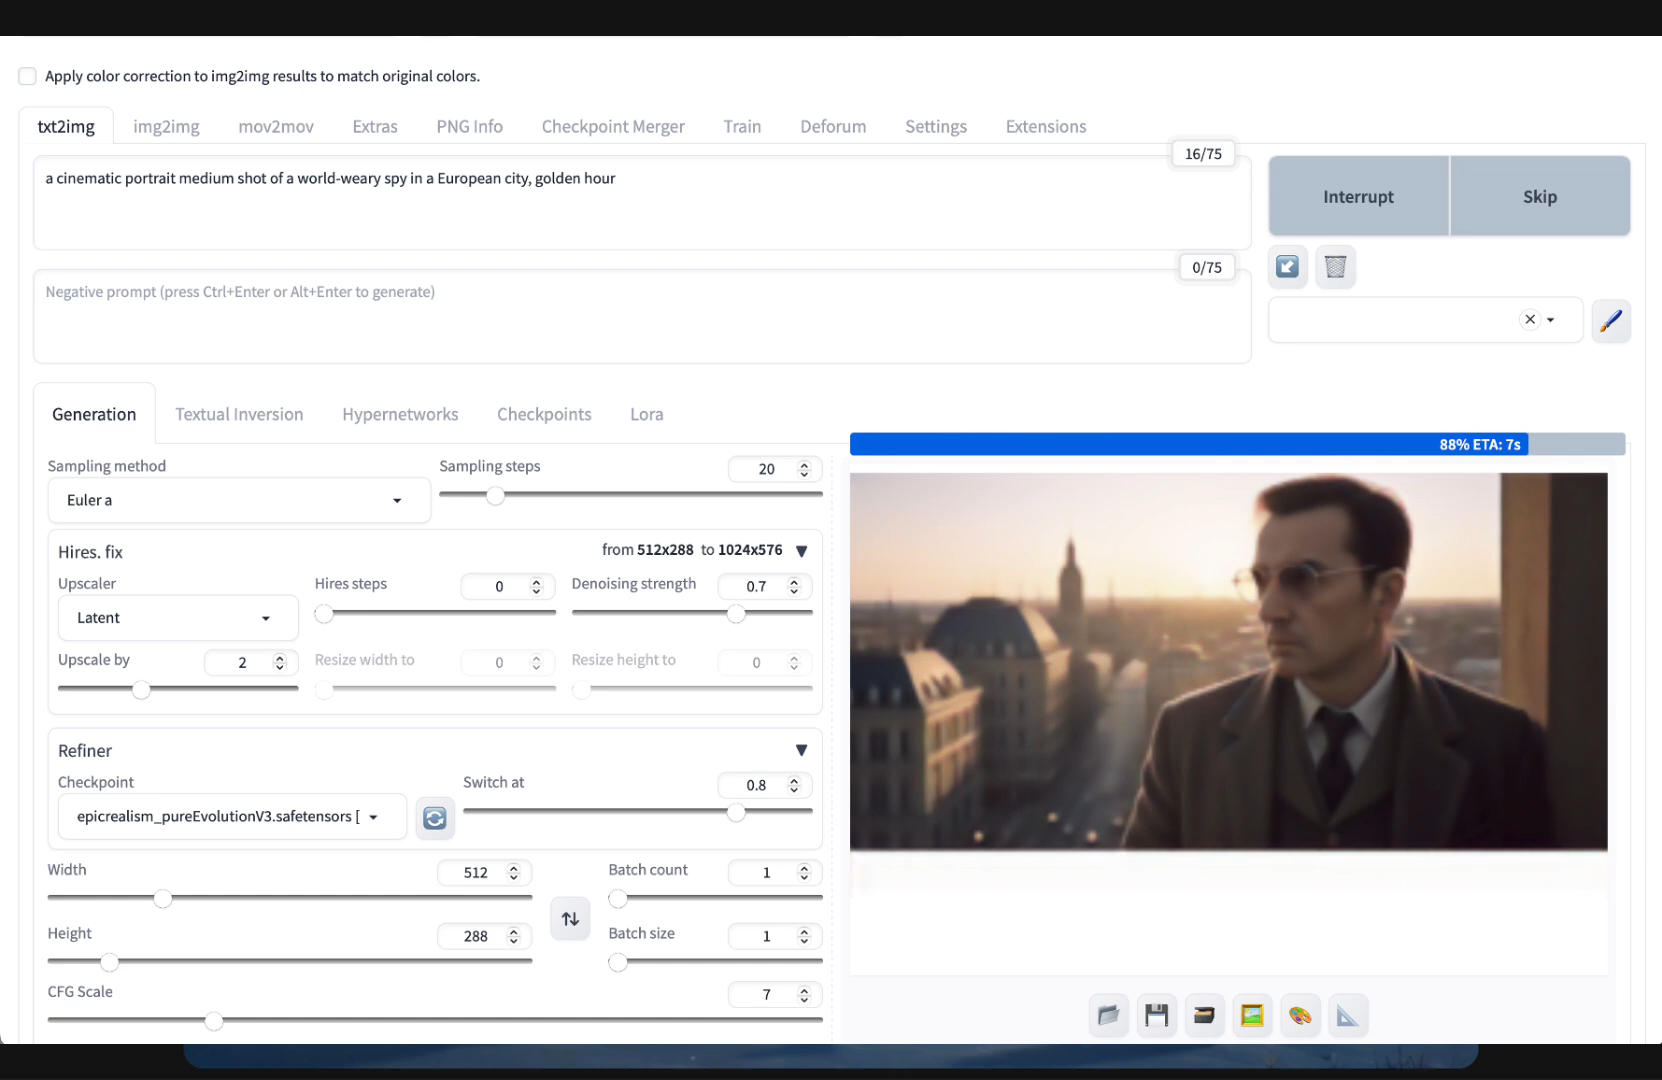 Apply color correction to img2img results to match original colors.
txt2img img2img mov2mov Extras PNG Info Checkpoint Merger Train Deforum Settings Extensions
16/75
a cinematic portrait medium shot of a world-weary spy in a European city, golden hour
Interrupt Skip
0/75
Negative prompt (press Ctrl+Enter or Alt+Enter to generate)
Generation Textual Inversion Hypernetworks Checkpoints Lora
88% ETA: 7s
Sampling method Sampling steps 20
Euler a
Hires. fix from 512x288 to 1024x576 ▼
Upscaler Hires steps 0 Denoising strength 0.7
Latent
Upscale by 2 Resize width to 0 Resize height to 0
Refiner ▼
Checkpoint Switch at 0.8
epicrealism_pureEvolutionV3.safetensors [
Width 512 Batch count 1
Height 288 Batch size 1
CFG Scale 7